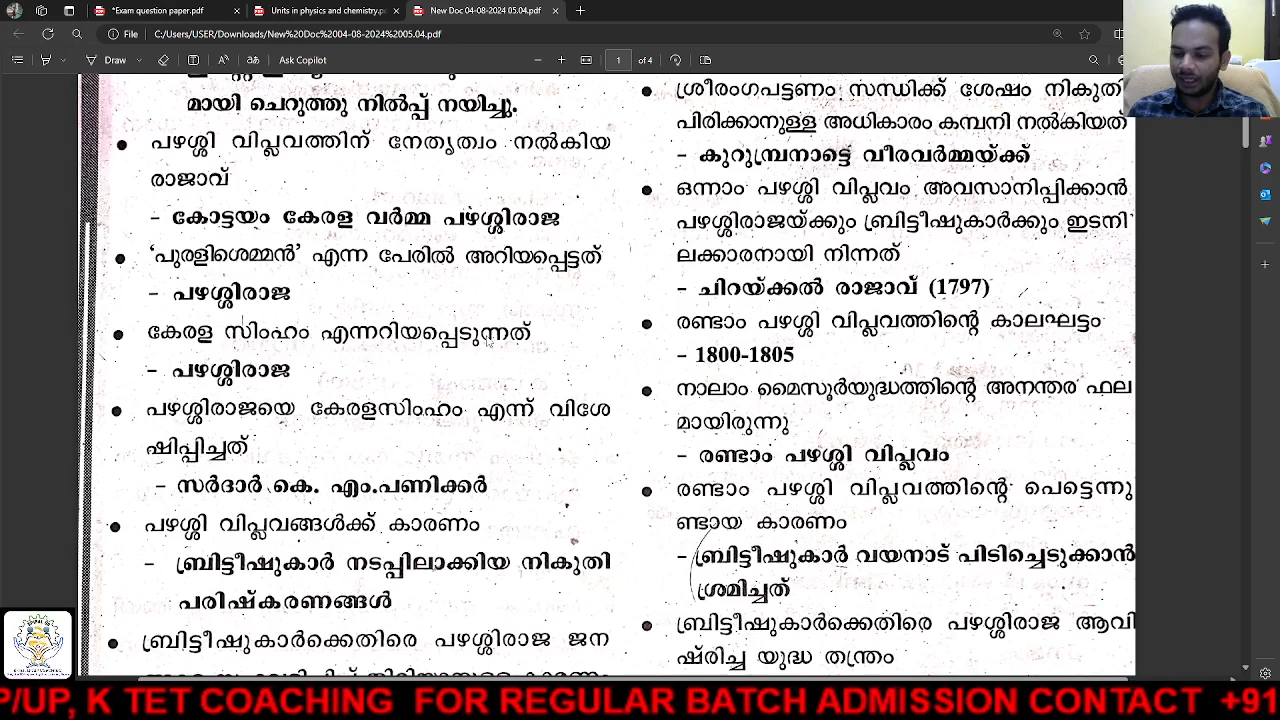 *Exam question paper.pdf
Units in physics and chemistry.pc
New Doc 04-08-2024 05.04.pdf
File
C:/Users/USER/Downloads/New%20Doc%2004-08-2024%2005.04.pdf
Draw
Ask Copilot
1 of 4
മായി ചെറുത്തു നിൽപ്പ് നയിച്ചു.
• പഴശ്ശി വിപ്ലവത്തിന് നേതൃത്വം നൽകിയ
രാജാവ്
- കോട്ടയം കേരള വർമ്മ പഴശ്ശിരാജ
• ‘പുരളിശെമ്മൻ’ എന്ന പേരിൽ അറിയപ്പെട്ടത്
- പഴശ്ശിരാജ
• കേരള സിംഹം എന്നറിയപ്പെടുന്നത്
- പഴശ്ശിരാജ
• പഴശ്ശിരാജയെ കേരളസിംഹം എന്ന് വിശേ
ഷിപ്പിച്ചത്
- സർദാർ കെ. എം.പണിക്കർ
• പഴശ്ശി വിപ്ലവങ്ങൾക്ക് കാരണം
- ബ്രിട്ടീഷുകാർ നടപ്പിലാക്കിയ നികുതി
പരിഷ്കരണങ്ങൾ
• ബ്രിട്ടീഷുകാർക്കെതിരെ പഴശ്ശിരാജ ജന
• ശ്രീരംഗപട്ടണം സന്ധിക്ക് ശേഷം നികുതി
പിരിക്കാനുള്ള അധികാരം കമ്പനി നൽകിയത്
- കുറുമ്പ്രനാട്ടെ വീരവർമ്മയ്ക്ക്
• ഒന്നാം പഴശ്ശി വിപ്ലവം അവസാനിപ്പിക്കാൻ
പഴശ്ശിരാജയ്ക്കും ബ്രിട്ടീഷുകാർക്കും ഇടനി
ലക്കാരനായി നിന്നത്
- ചിറയ്ക്കൽ രാജാവ് (1797)
• രണ്ടാം പഴശ്ശി വിപ്ലവത്തിന്റെ കാലഘട്ടം
- 1800-1805
• നാലാം മൈസൂർയുദ്ധത്തിന്റെ അനന്തര ഫല
മായിരുന്നു
- രണ്ടാം പഴശ്ശി വിപ്ലവം
• രണ്ടാം പഴശ്ശി വിപ്ലവത്തിന്റെ പെട്ടെന്നു
ണ്ടായ കാരണം
- ബ്രിട്ടീഷുകാർ വയനാട് പിടിച്ചെടുക്കാൻ
ശ്രമിച്ചത്
• ബ്രിട്ടീഷുകാർക്കെതിരെ പഴശ്ശിരാജ ആവി
ഷ്രിച്ച യുദ്ധ തന്ത്രം
P/UP, K TET COACHING FOR REGULAR BATCH ADMISSION CONTACT +91